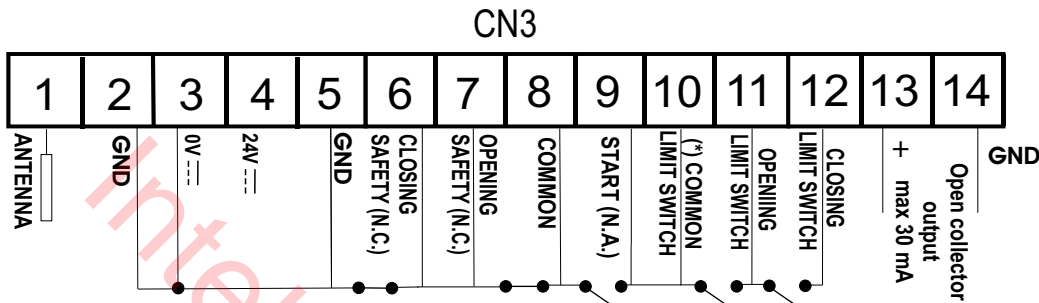 CN3
1 2 3 4 5 6 7 8 9 10 11 12 13 14
ANTENNA
GND
0V
24V
GND
CLOSING
SAFETY (N.C.)
OPENING
SAFETY (N.C.)
COMMON
START (N.A.)
(*) COMMON
LIMIT SWITCH
OPENING
LIMIT SWITCH
CLOSING
LIMIT SWITCH
+ max 30 mA
Open collector
output
GND
Inte